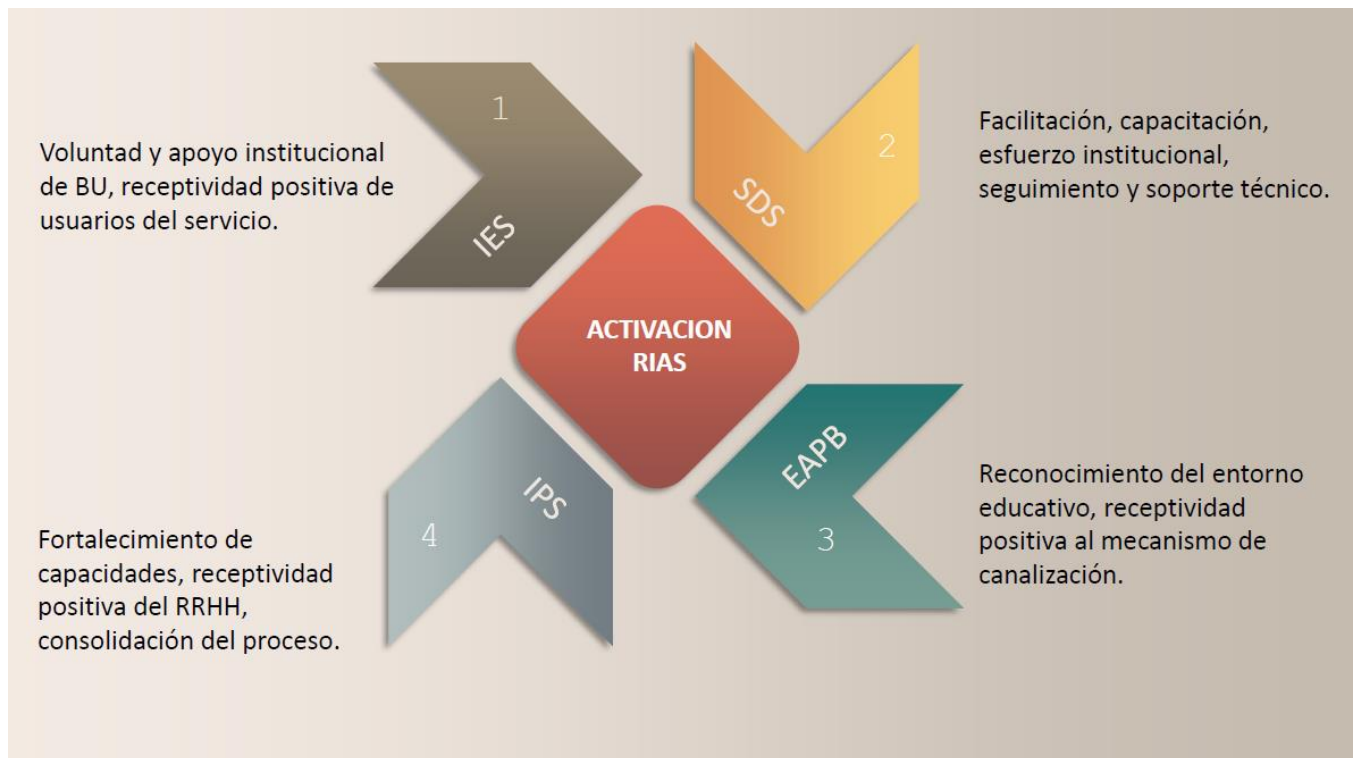 1
IES
Voluntad y apoyo institucional
de BU, receptividad positiva de
usuarios del servicio.
2
SDS
Facilitación, capacitación,
esfuerzo institucional,
seguimiento y soporte técnico.
ACTIVACION
RIAS
EAPB
3
Reconocimiento del entorno
educativo, receptividad
positiva al mecanismo de
canalización.
IPS
4
Fortalecimiento de
capacidades, receptividad
positiva del RRHH,
consolidación del proceso.